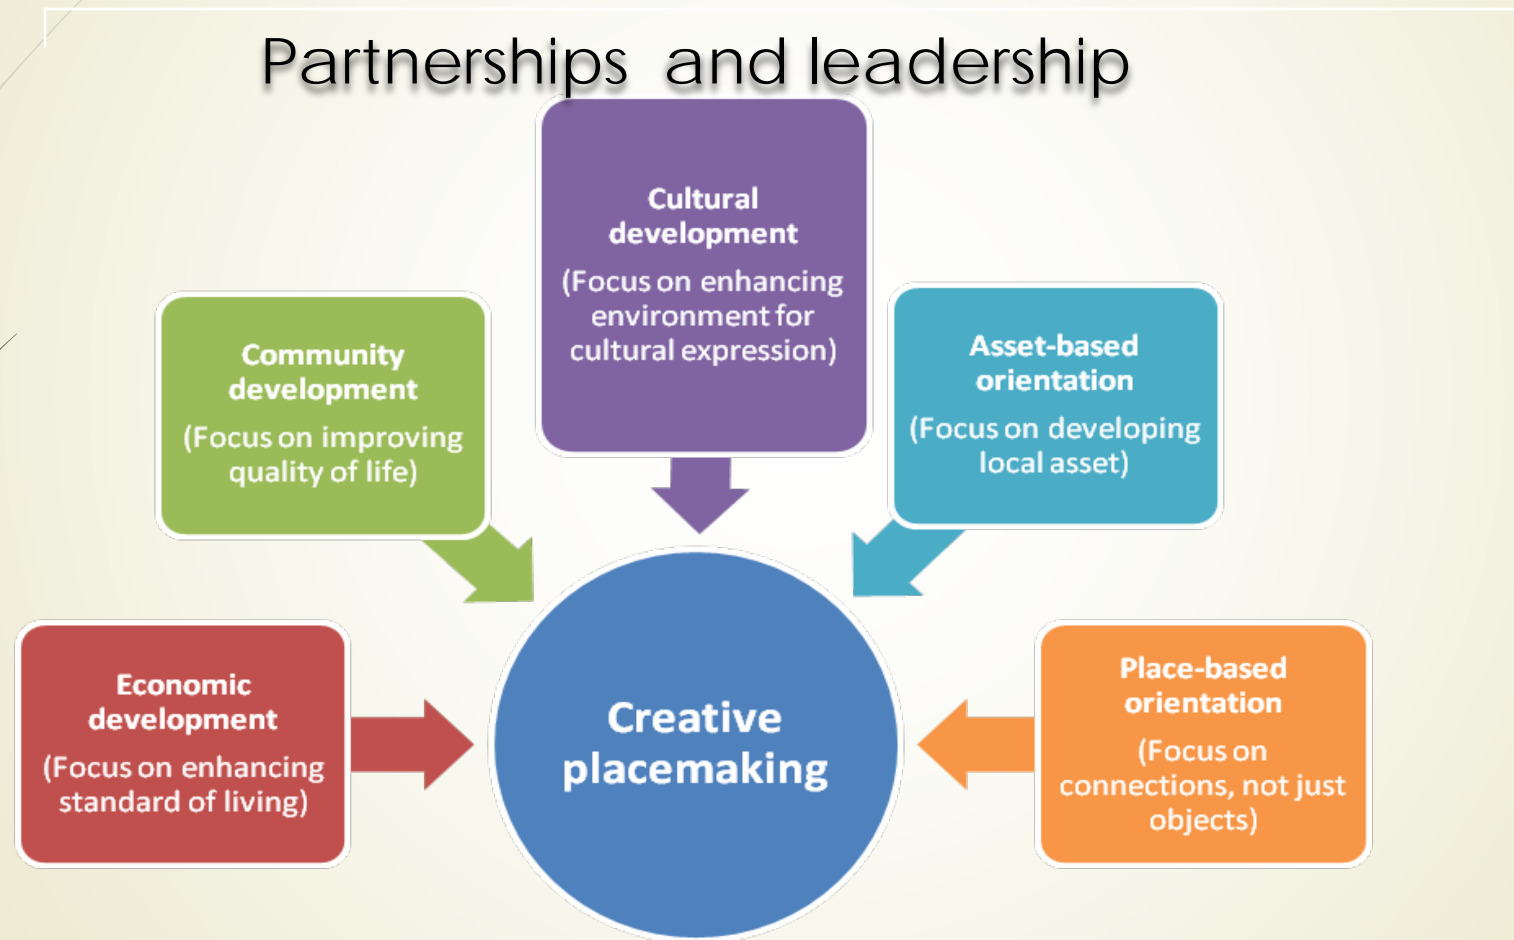 Partnerships and leadership
Cultural
development
(Focus on enhancing
environment for
cultural expression)
Community
development
(Focus on improving
quality of life)
Asset-based
orientation
(Focus on developing
local asset)
Economic
development
(Focus on enhancing
standard of living)
Creative
placemaking
Place-based
orientation
(Focus on
connections, not just
objects)